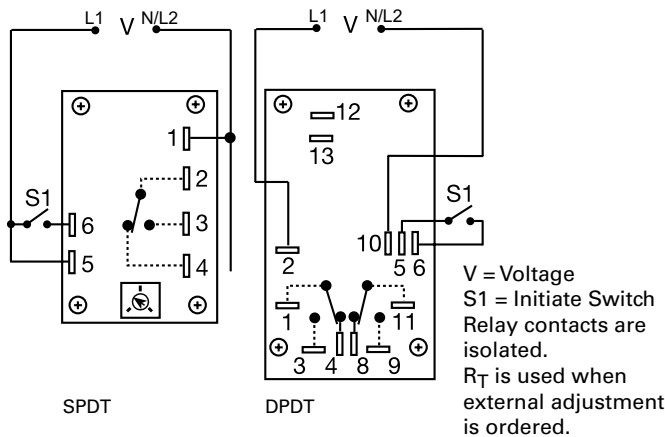 L1 V N/L2
L1 V N/L2
1
2
3
4
S1
6
5
12
13
S1
10 5 6
2
1
11
3 4 8 9
V = Voltage
S1 = Initiate Switch
Relay contacts are
isolated.
RT is used when
external adjustment
is ordered.
SPDT
DPDT